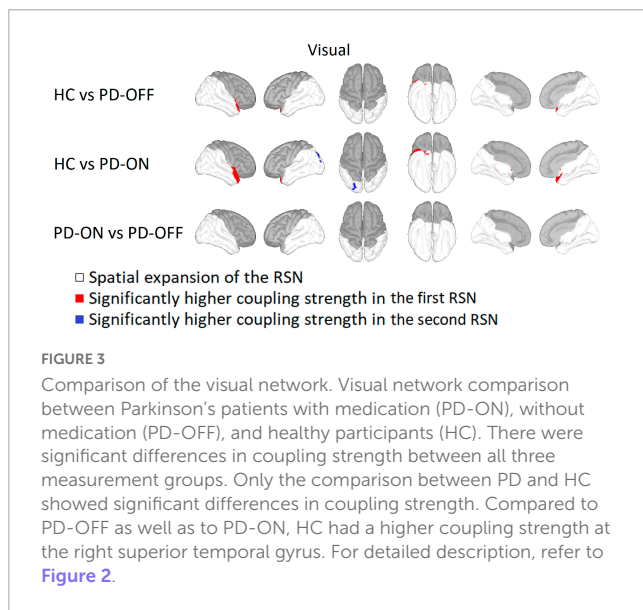 Visual
HC vs PD-OFF
HC vs PD-ON
PD-ON vs PD-OFF
Spatial expansion of the RSN
Significantly higher coupling strength in the first RSN
Significantly higher coupling strength in the second RSN
FIGURE 3
Comparison of the visual network. Visual network comparison
between Parkinson's patients with medication (PD-ON), without
medication (PD-OFF), and healthy participants (HC). There were
significant differences in coupling strength between all three
measurement groups. Only the comparison between PD and HC
showed significant differences in coupling strength. Compared to
PD-OFF as well as to PD-ON, HC had a higher coupling strength at
the right superior temporal gyrus. For detailed description, refer to
Figure 2.